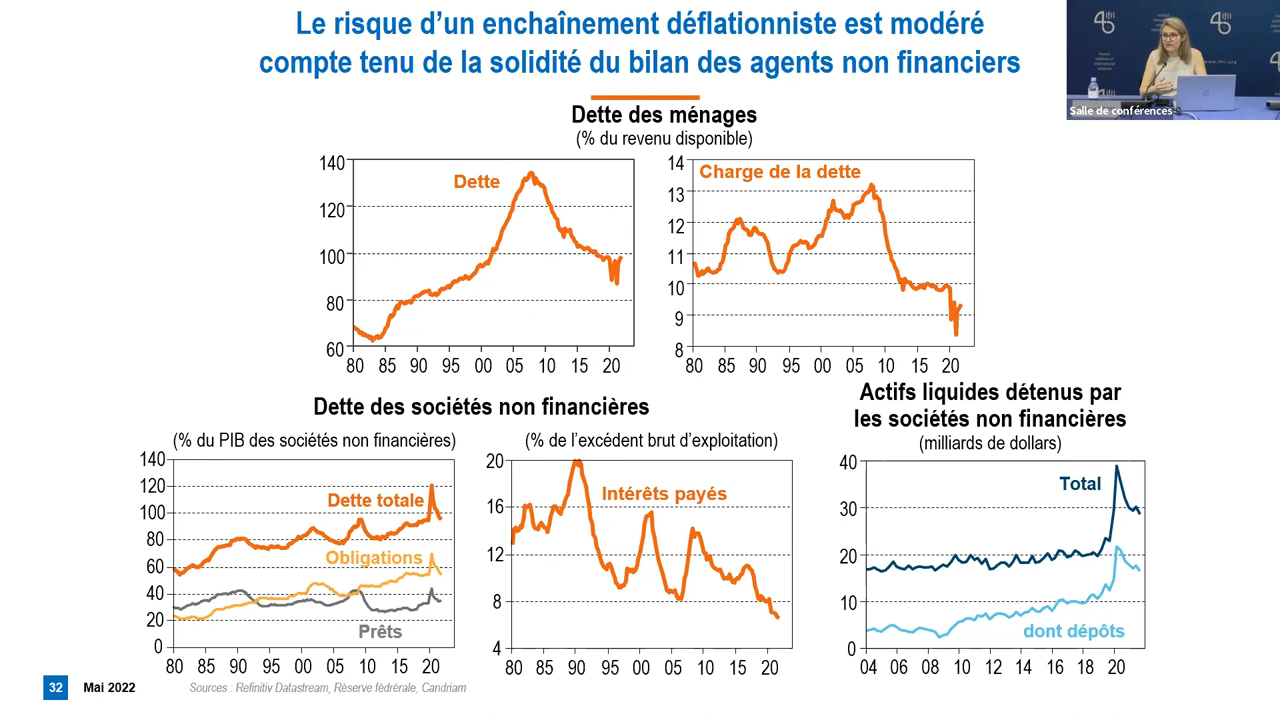 Le risque d’un enchaînement déflationniste est modéré
compte tenu de la solidité du bilan des agents non financiers
ifri
ifri
Salle de conférences
Dette des ménages
(% du revenu disponible)
140
120
100
80
60
Dette
80 85 90 95 00 05 10 15 20
14
13
12
11
10
9
8
Charge de la dette
80 85 90 95 00 05 10 15 20
Dette des sociétés non financières
(% du PIB des sociétés non financières)
140
120
100
80
60
40
20
0
Dette totale
Obligations
Prêts
80 85 90 95 00 05 10 15 20
(% de l’excédent brut d’exploitation)
20
16
12
8
4
Intérêts payés
80 85 90 95 00 05 10 15 20
Actifs liquides détenus par
les sociétés non financières
(milliards de dollars)
40
30
20
10
0
Total
dont dépôts
04 06 08 10 12 14 16 18 20 22
32 Mai 2022 Sources : Refinitiv Datastream, Réserve fédrérale, Candriam